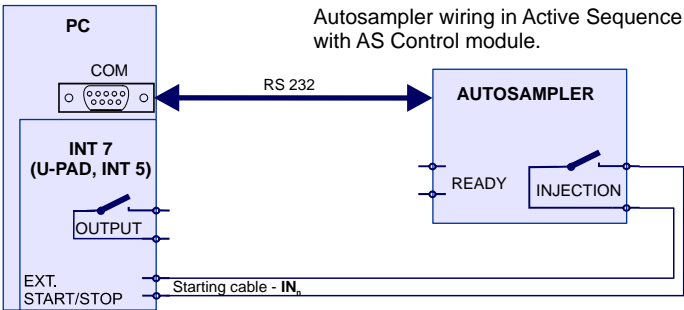 Autosampler wiring in Active Sequence
with AS Control module.
PC
COM
RS 232
AUTOSAMPLER
INT 7
(U-PAD, INT 5)
READY
INJECTION
OUTPUT
EXT.
START/STOP
Starting cable - INn